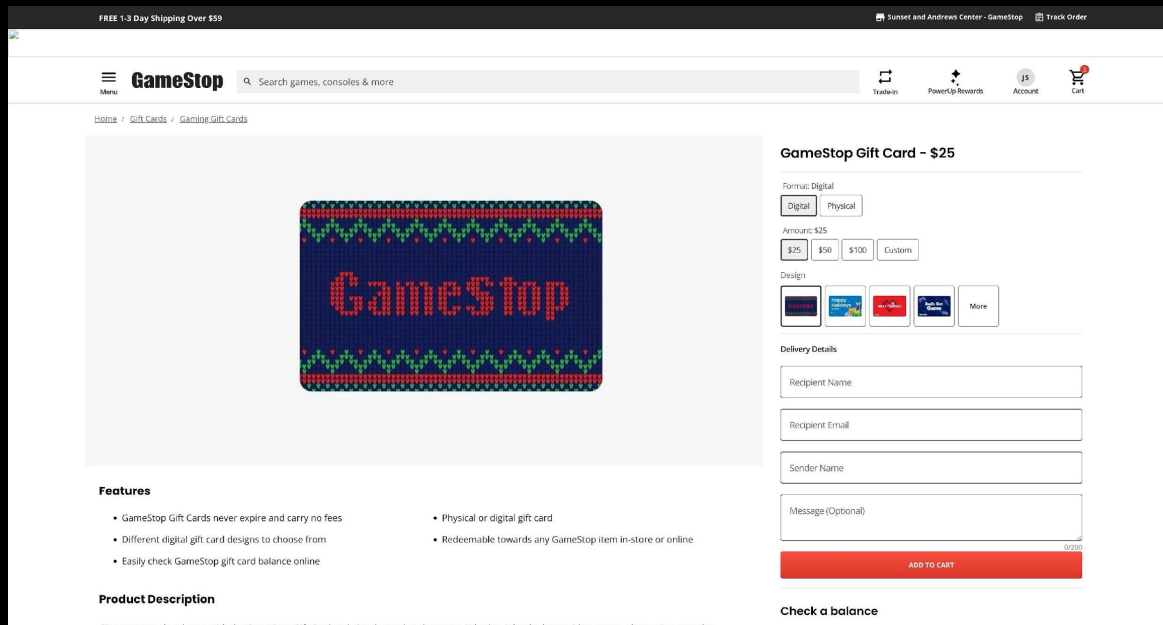 FREE 1-3 Day Shipping Over $59
Sunset and Andrews Center - GameStop
Track Order
Menu
GameStop
Search games, consoles & more
Trade-In
PowerUp Rewards
JS
Account
Cart
Home / Gift Cards / Gaming Gift Cards
GameStop
GameStop Gift Card - $25
Format: Digital
Digital
Physical
Amount: $25
$25
$50
$100
Custom
Design
Happy Holidays
Dad's Got Game
More
Delivery Details
Recipient Name
Recipient Email
Sender Name
Message (Optional)
0/200
ADD TO CART
Check a balance
Features
• GameStop Gift Cards never expire and carry no fees
• Different digital gift card designs to choose from
• Easily check GameStop gift card balance online
• Physical or digital gift card
• Redeemable towards any GameStop item in-store or online
Product Description